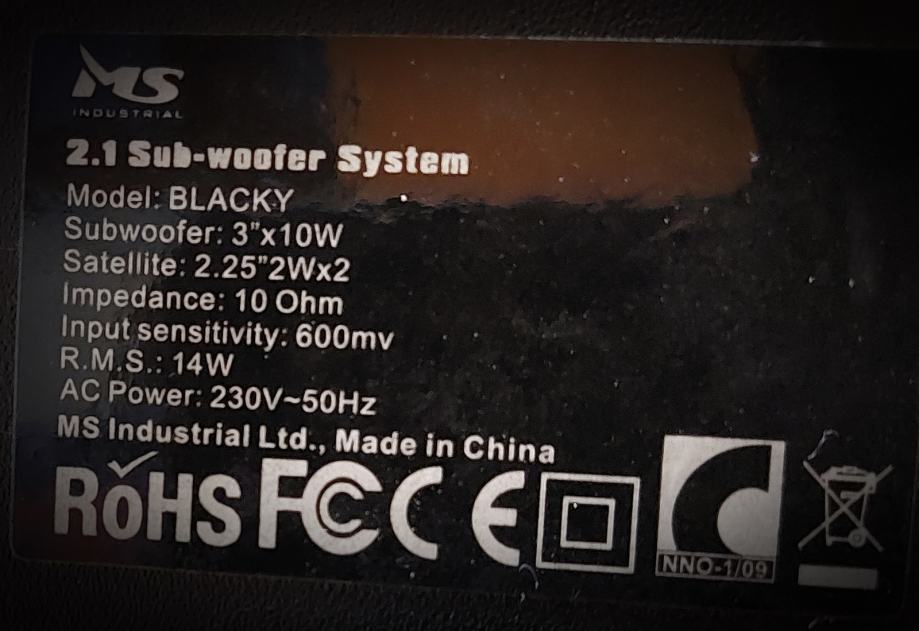 MS
INDUSTRIAL
2.1 Sub-woofer System
Model: BLACKY
Subwoofer: 3"x10W
Satellite: 2.25"2Wx2
Impedance: 10 Ohm
Input sensitivity: 600mv
R.M.S.: 14W
AC Power: 230V~50Hz
MS Industrial Ltd., Made in China
RoHS FCC CE
NNO-1/09